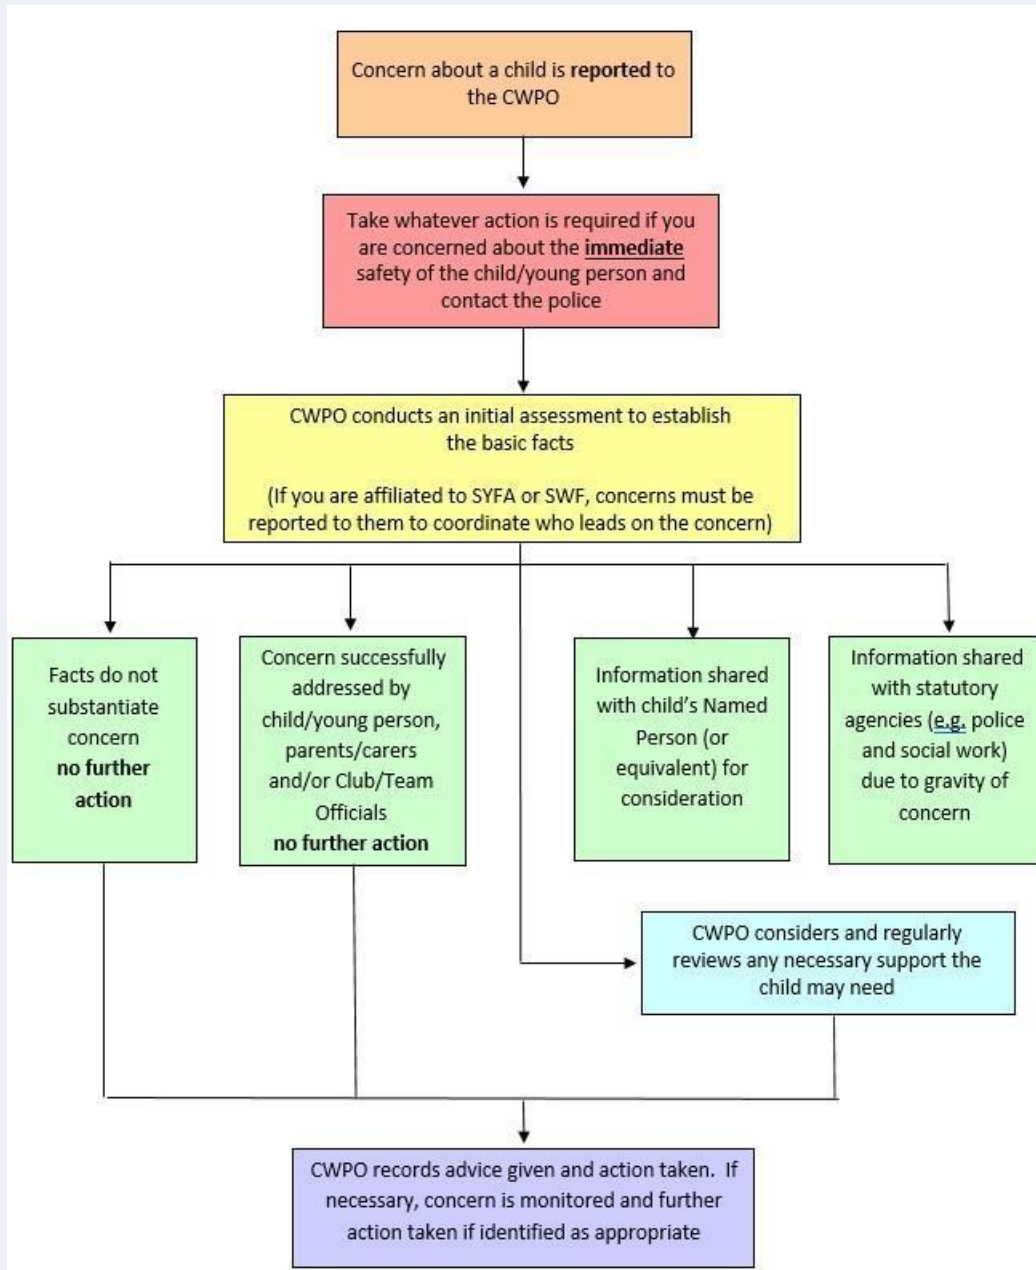 Concern about a child is reported to
the CWPO
Take whatever action is required if you
are concerned about the immediate
safety of the child/young person and
contact the police
CWPO conducts an initial assessment to establish
the basic facts
(If you are affiliated to SYFA or SWF, concerns must be
reported to them to coordinate who leads on the concern)
Facts do not
substantiate
concern
no further
action
Concern successfully
addressed by
child/young person,
parents/carers
and/or Club/Team
Officials
no further action
Information shared
with child's Named
Person (or
equivalent) for
consideration
Information shared
with statutory
agencies (e.g. police
and social work)
due to gravity of
concern
CWPO considers and regularly
reviews any necessary support the
child may need
CWPO records advice given and action taken.  If
necessary, concern is monitored and further
action taken if identified as appropriate